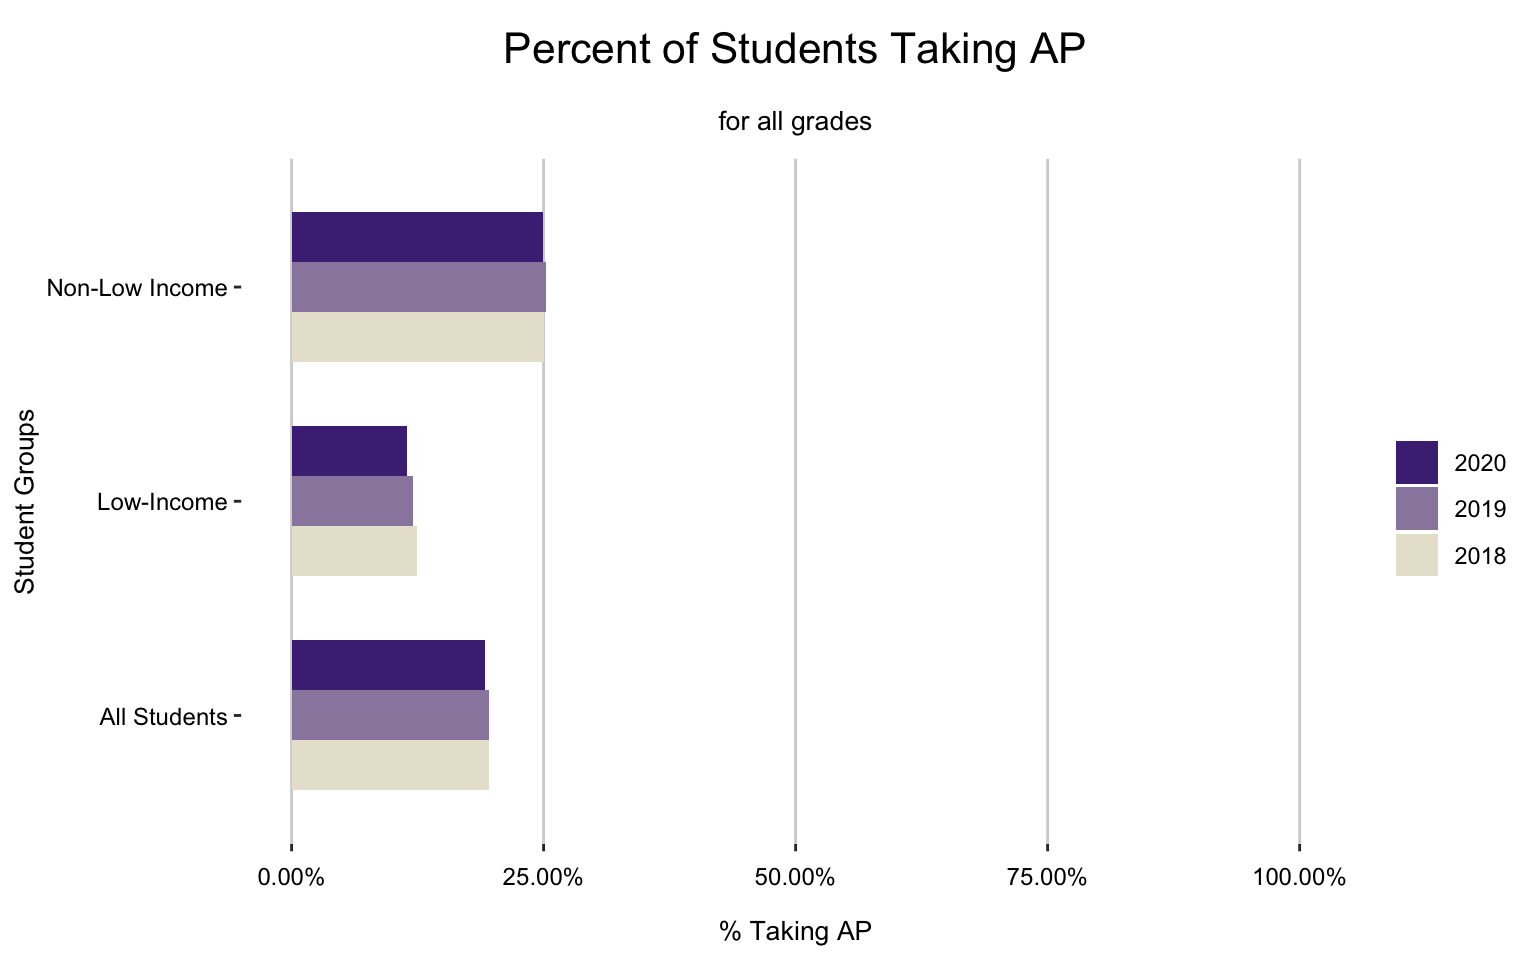 Percent of Students Taking AP
for all grades
Student Groups
Non-Low Income
Low-Income
All Students
2020
2019
2018
0.00%
25.00%
50.00%
75.00%
100.00%
% Taking AP